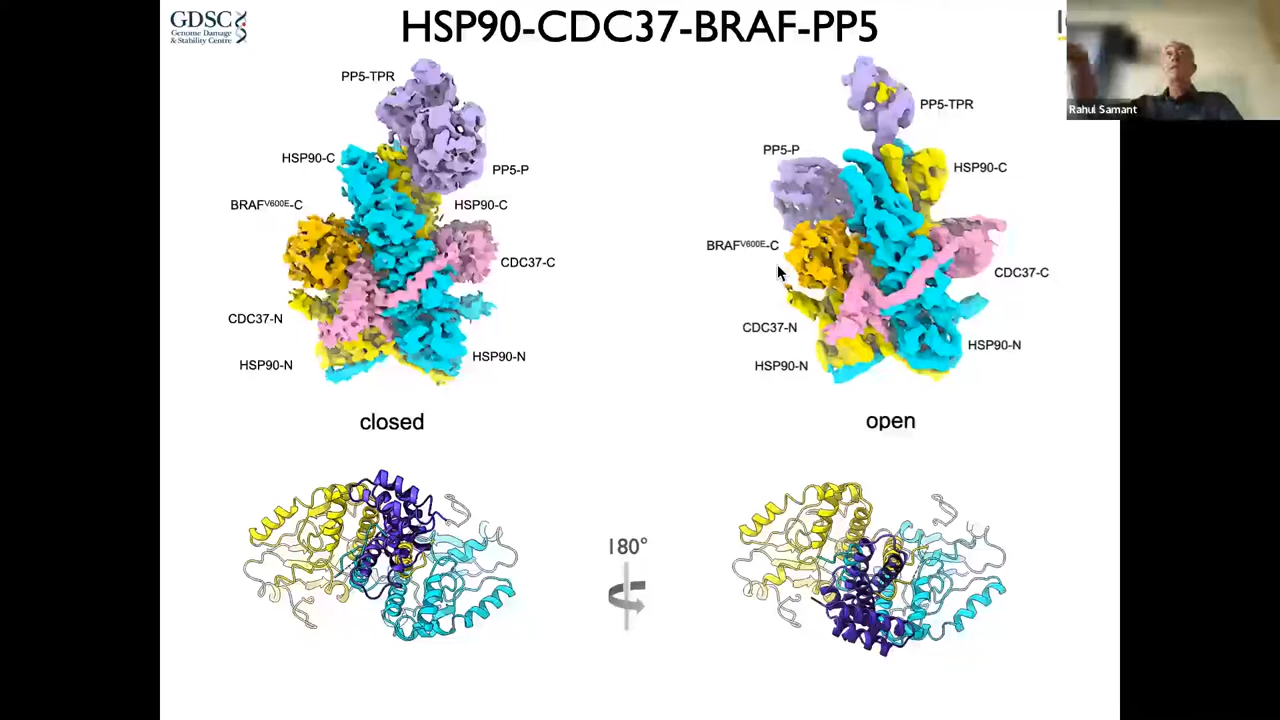 GDSC
Genome Damage
& Stability Centre
HSP90-CDC37-BRAF-PP5
Rahul Samant
PP5-TPR
HSP90-C
PP5-P
BRAFV600E-C
HSP90-C
CDC37-C
CDC37-N
HSP90-N
HSP90-N
closed
PP5-TPR
PP5-P
HSP90-C
BRAFV600E-C
CDC37-C
CDC37-N
HSP90-N
HSP90-N
open
180°